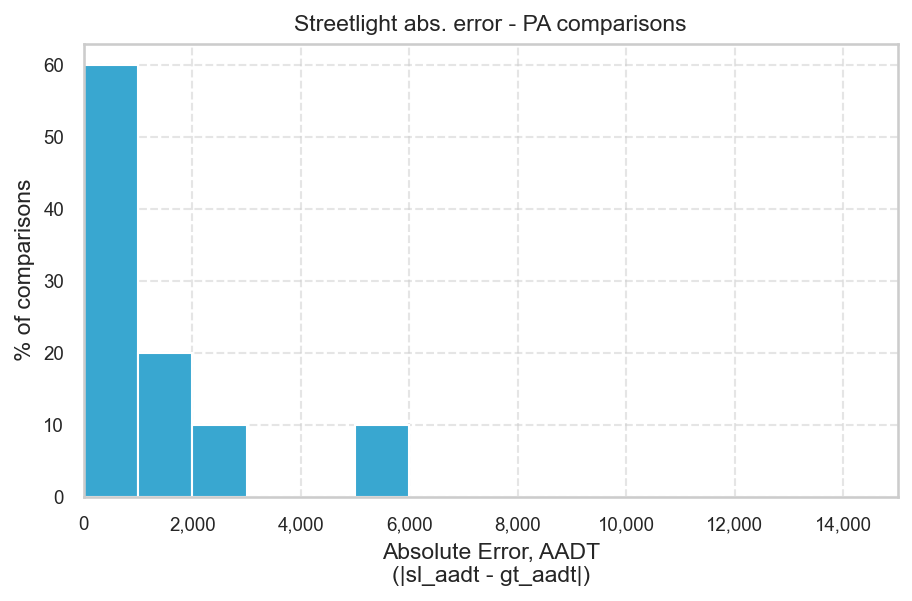 Streetlight abs. error - PA comparisons
% of comparisons
60
50
40
30
20
10
0
0 2,000 4,000 6,000 8,000 10,000 12,000 14,000
Absolute Error, AADT
(|sl_aadt - gt_aadt|)